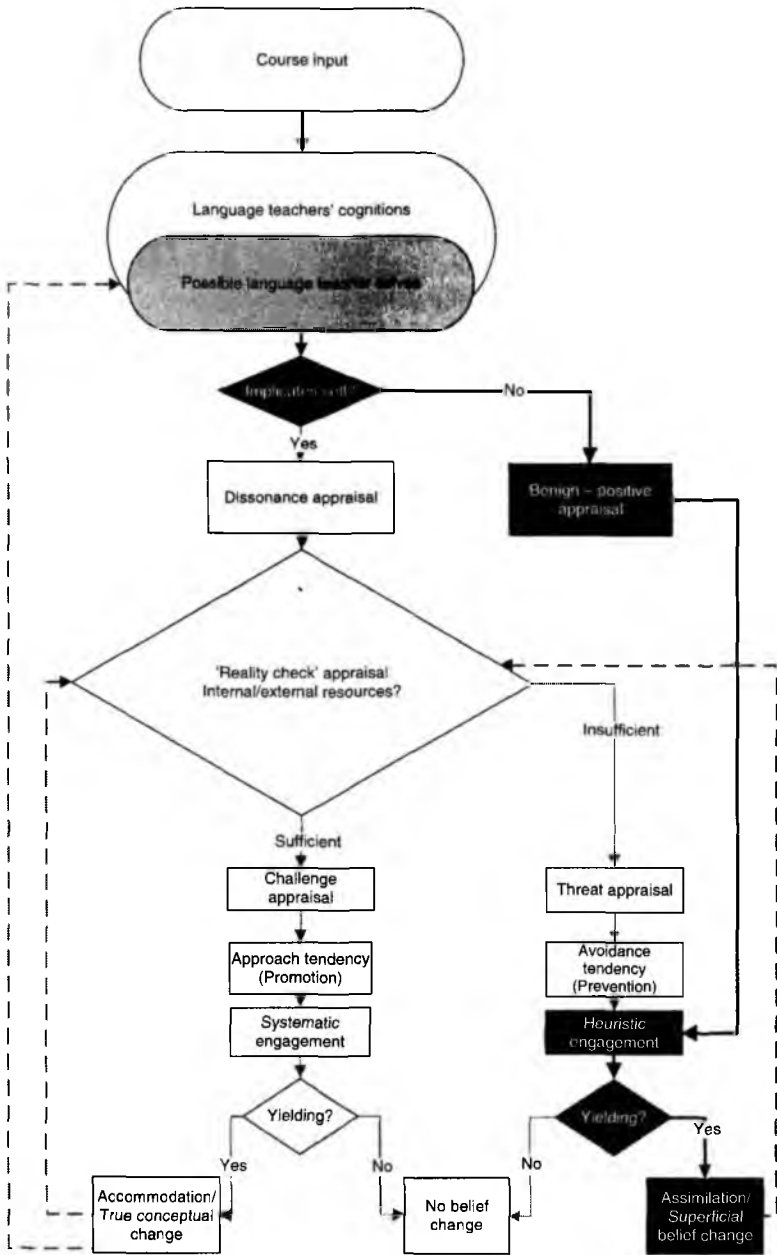 Course input
Language teachers' cognitions
Possible language teacher selves
Implicates self?
No
Yes
Dissonance appraisal
Benign – positive
appraisal
'Reality check' appraisal
Internal/external resources?
Insufficient
Sufficient
Challenge
appraisal
Threat appraisal
Approach tendency
(Promotion)
Avoidance
tendency
(Prevention)
Systematic
engagement
Heuristic
engagement
Yielding?
Yielding?
Yes
No
No
Yes
Accommodation/
True conceptual
change
No belief
change
Assimilation/
Superficial
belief change